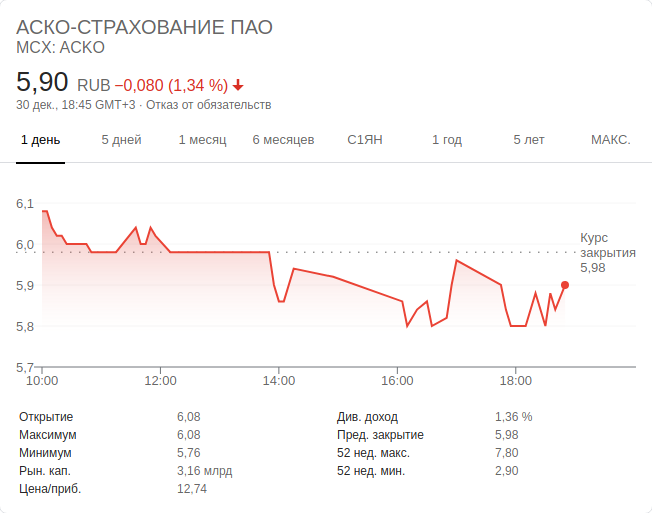 АСКО-СТРАХОВАНИЕ ПАО
MCX: ACKO
5,90 RUB −0,080 (1,34 %)
30 дек., 18:45 GMT+3 · Отказ от обязательств
1 день 5 дней 1 месяц 6 месяцев С1ЯН 1 год 5 лет МАКС.
6,1
6,0
5,9
5,8
5,7
Курс
закрытия
5,98
10:00 12:00 14:00 16:00 18:00
Открытие 6,08 Див. доход 1,36 %
Максимум 6,08 Пред. закрытие 5,98
Минимум 5,76 52 нед. макс. 7,80
Рын. кап. 3,16 млрд 52 нед. мин. 2,90
Цена/приб. 12,74